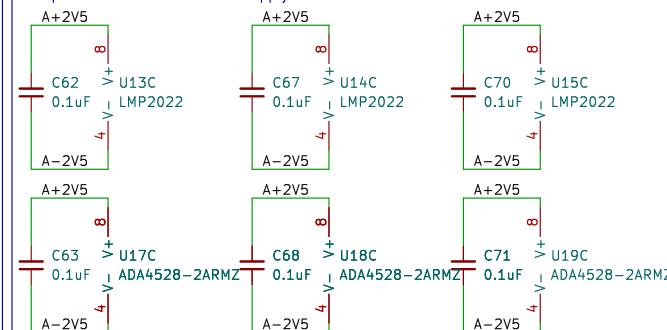 A+2V5 A+2V5 A+2V5
8 8 8
V+ V+ V+
C62 U13C C67 U14C C70 U15C
0.1uF LMP2022 0.1uF LMP2022 0.1uF LMP2022
V- V- V-
4 4 4
A-2V5 A-2V5 A-2V5
A+2V5 A+2V5 A+2V5
8 8 8
V+ V+ V+
C63 U17C C68 U18C C71 U19C
0.1uF ADA4528-2ARMZ 0.1uF ADA4528-2ARMZ 0.1uF ADA4528-2ARMZ
V- V- V-
4 4 4
A-2V5 A-2V5 A-2V5